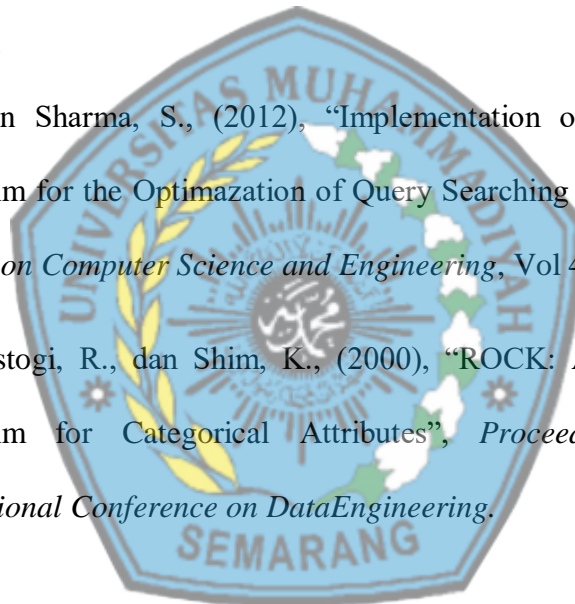 UNIVERSITAS MUHAMMADIYAH
n Sharma, S., (2012), “Implementation o
m for the Optimazation of Query Searching
on Computer Science and Engineering, Vol 4
stogi, R., dan Shim, K., (2000), “ROCK: A
m for Categorical Attributes”, Proceed
ional Conference on DataEngineering.
SEMARANG